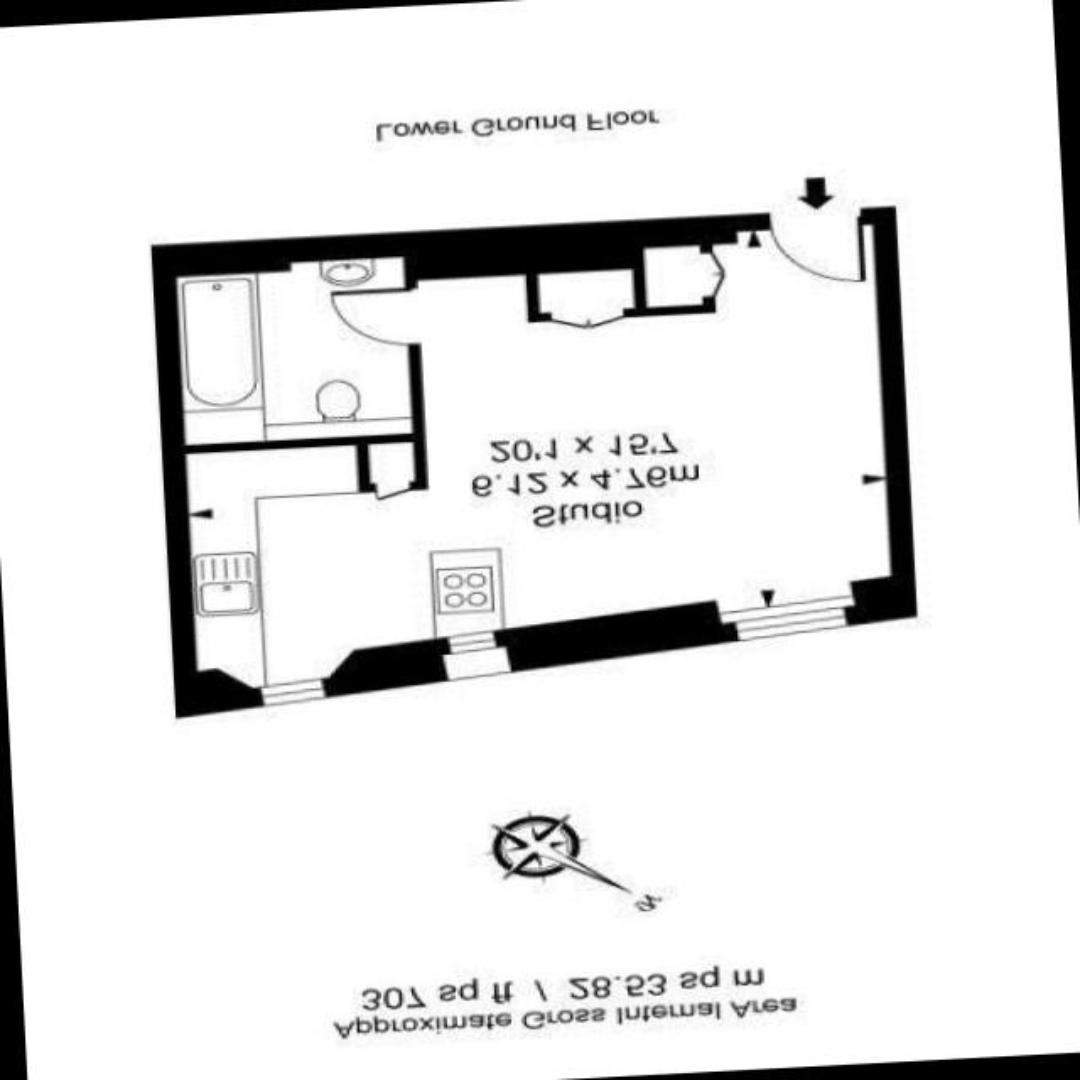 Approximate Gross Internal Area
307 sq ft / 28.53 sq m
Studio
6.12 x 4.76m
20'1 x 15'7
Lower Ground Floor